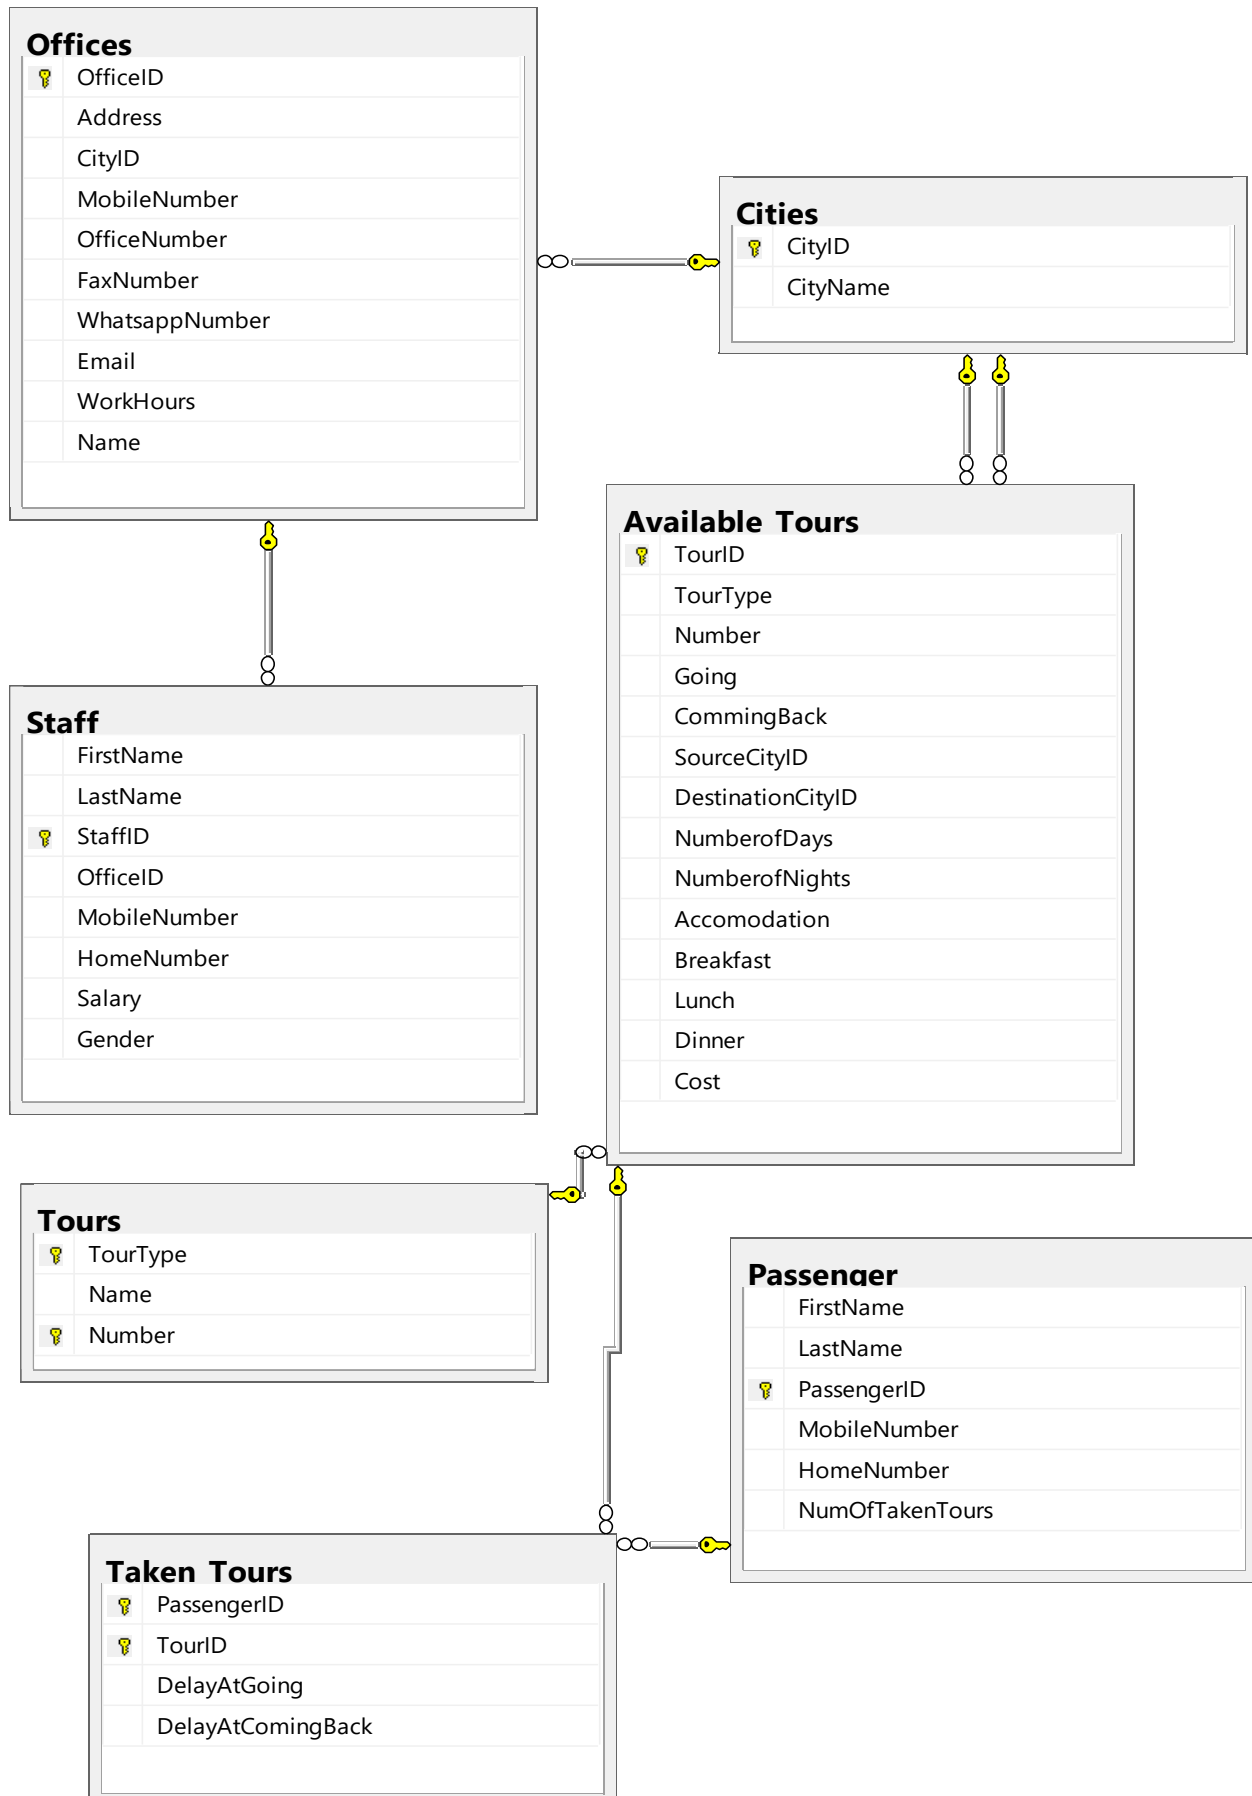 Offices
OfficeID
Address
CityID
MobileNumber
OfficeNumber
FaxNumber
WhatsappNumber
Email
WorkHours
Name
Cities
CityID
CityName
Available Tours
TourID
TourType
Number
Going
CommingBack
SourceCityID
DestinationCityID
NumberofDays
NumberofNights
Accomodation
Breakfast
Lunch
Dinner
Cost
Staff
FirstName
LastName
StaffID
OfficeID
MobileNumber
HomeNumber
Salary
Gender
Tours
TourType
Name
Number
Passenger
FirstName
LastName
PassengerID
MobileNumber
HomeNumber
NumOfTakenTours
Taken Tours
PassengerID
TourID
DelayAtGoing
DelayAtComingBack